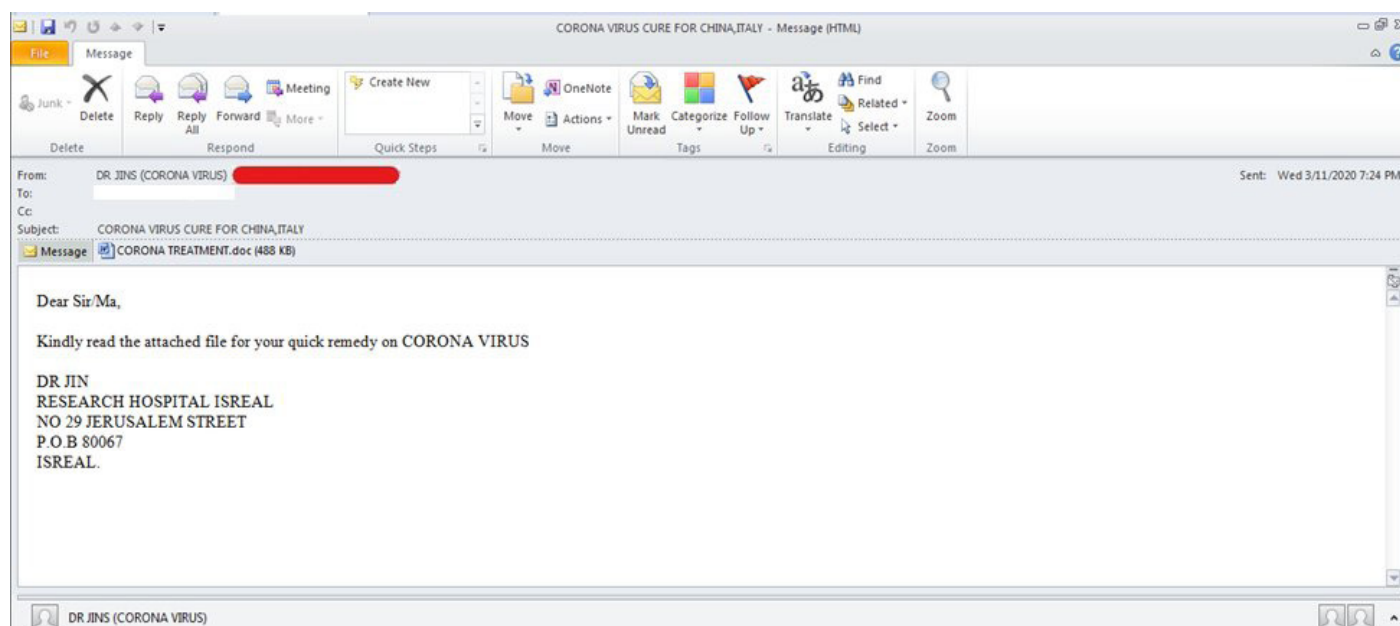 CORONA VIRUS CURE FOR CHINA,ITALY - Message (HTML)
File Message
Junk Delete Reply Reply All Forward Meeting More Create New Move OneNote Actions Mark Unread Categorize Follow Up Translate Find Related Select Zoom
Delete Respond Quick Steps Move Tags Editing Zoom
From: DR JINS (CORONA VIRUS) Sent: Wed 3/11/2020 7:24 PM
To:
Cc:
Subject: CORONA VIRUS CURE FOR CHINA,ITALY
Message CORONA TREATMENT.doc (488 KB)
Dear Sir/Ma,
Kindly read the attached file for your quick remedy on CORONA VIRUS
DR JIN
RESEARCH HOSPITAL ISREAL
NO 29 JERUSALEM STREET
P.O.B 80067
ISREAL.
DR JINS (CORONA VIRUS)